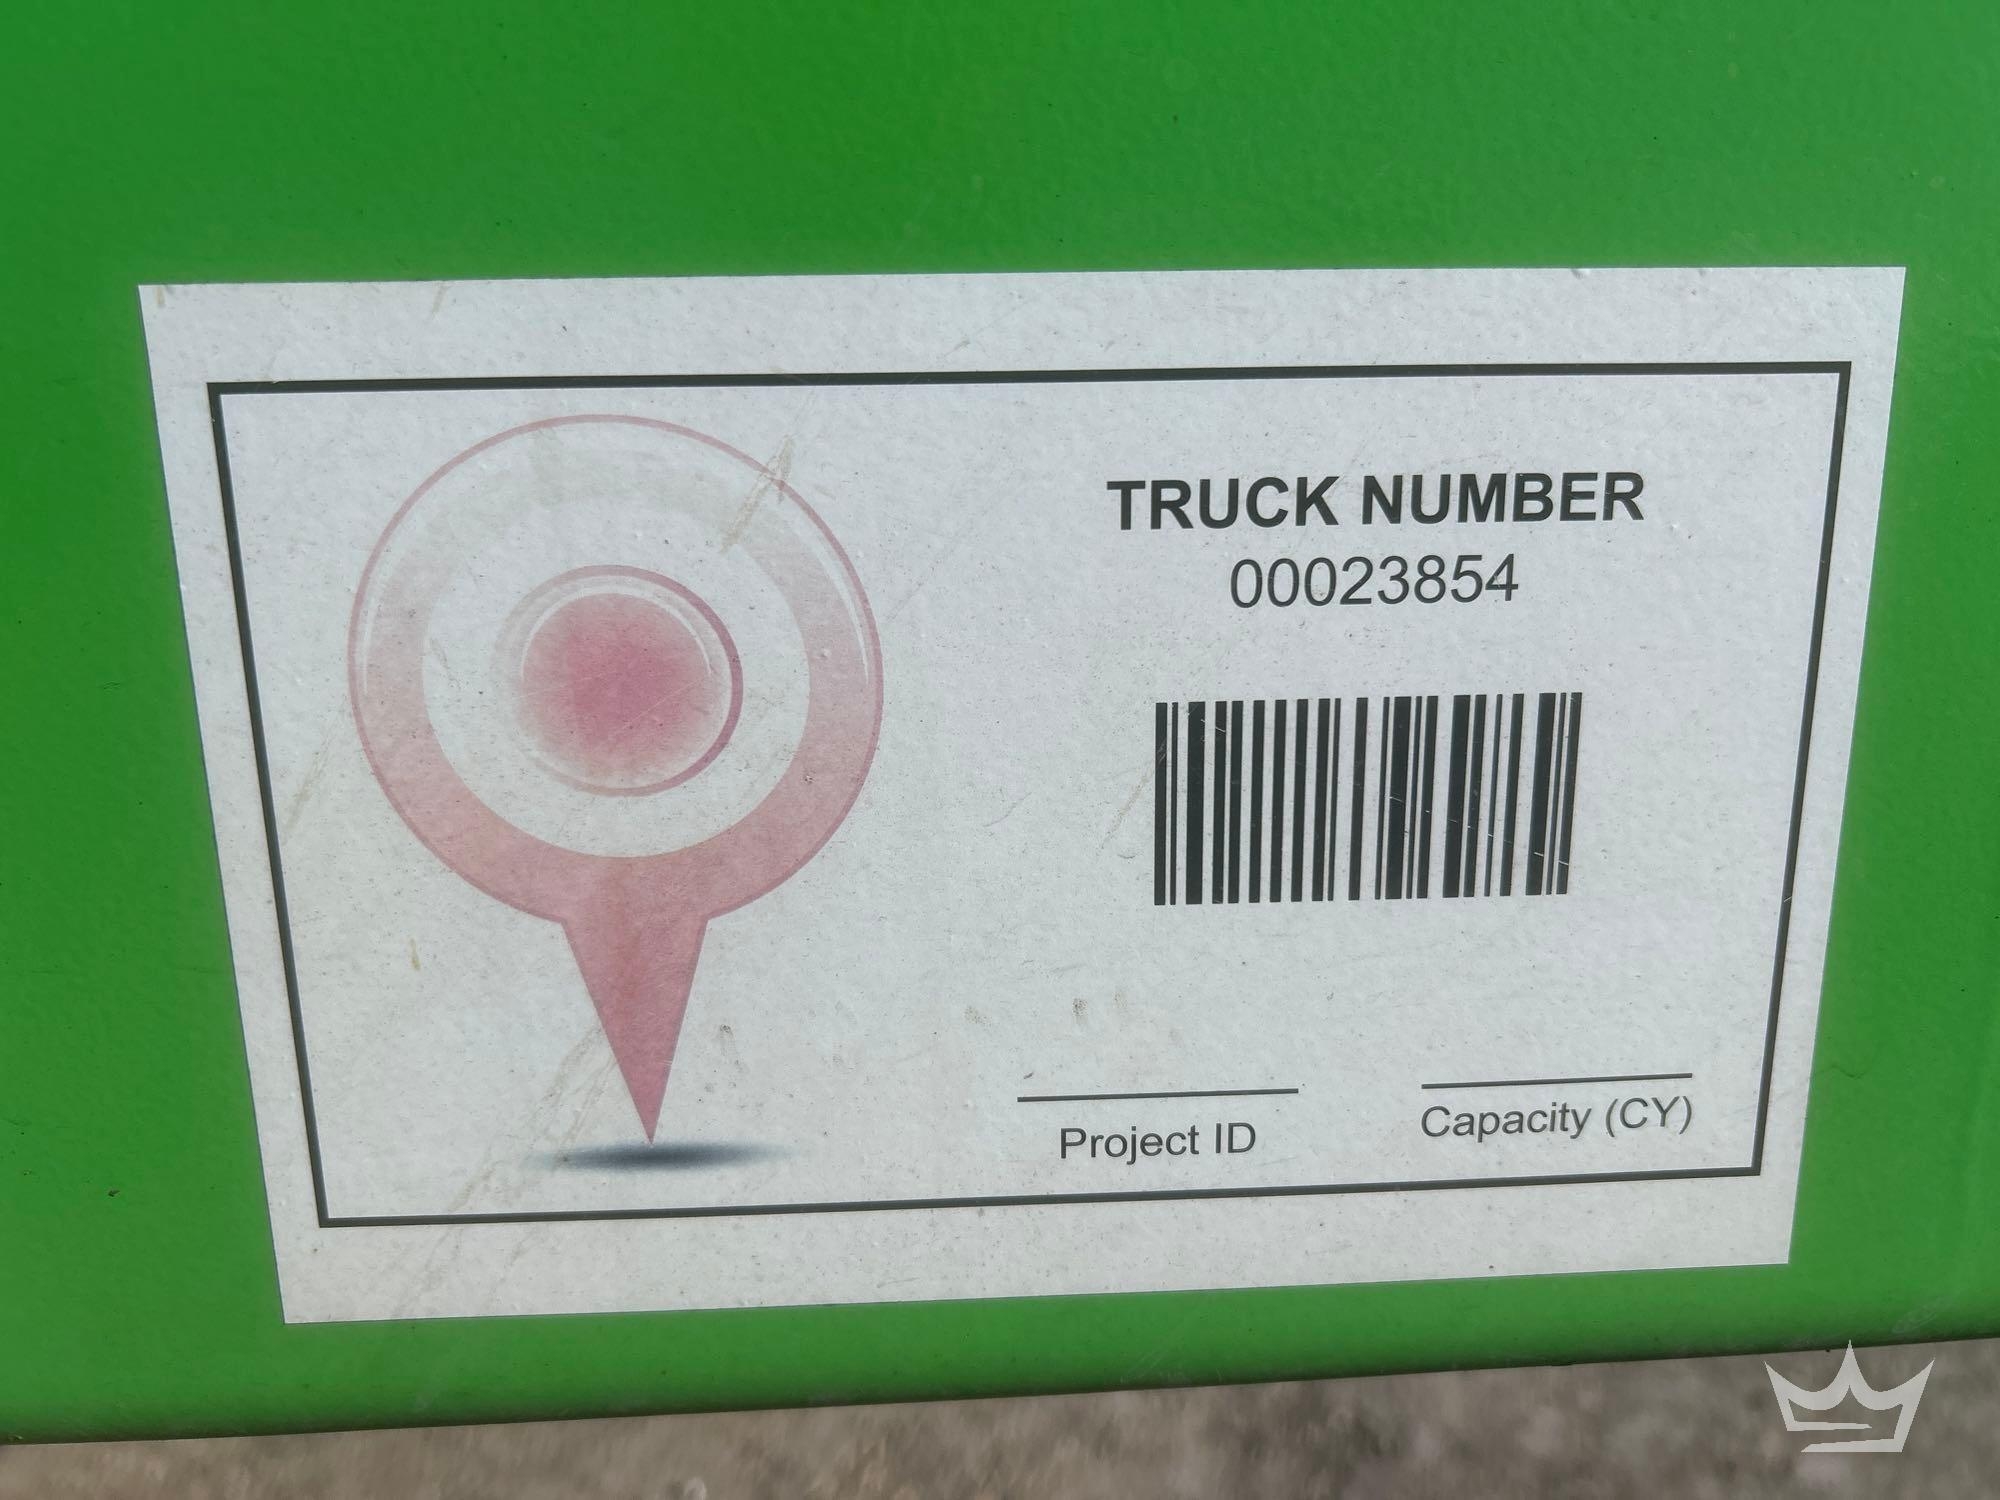 TRUCK NUMBER
00023854
Project ID
Capacity (CY)